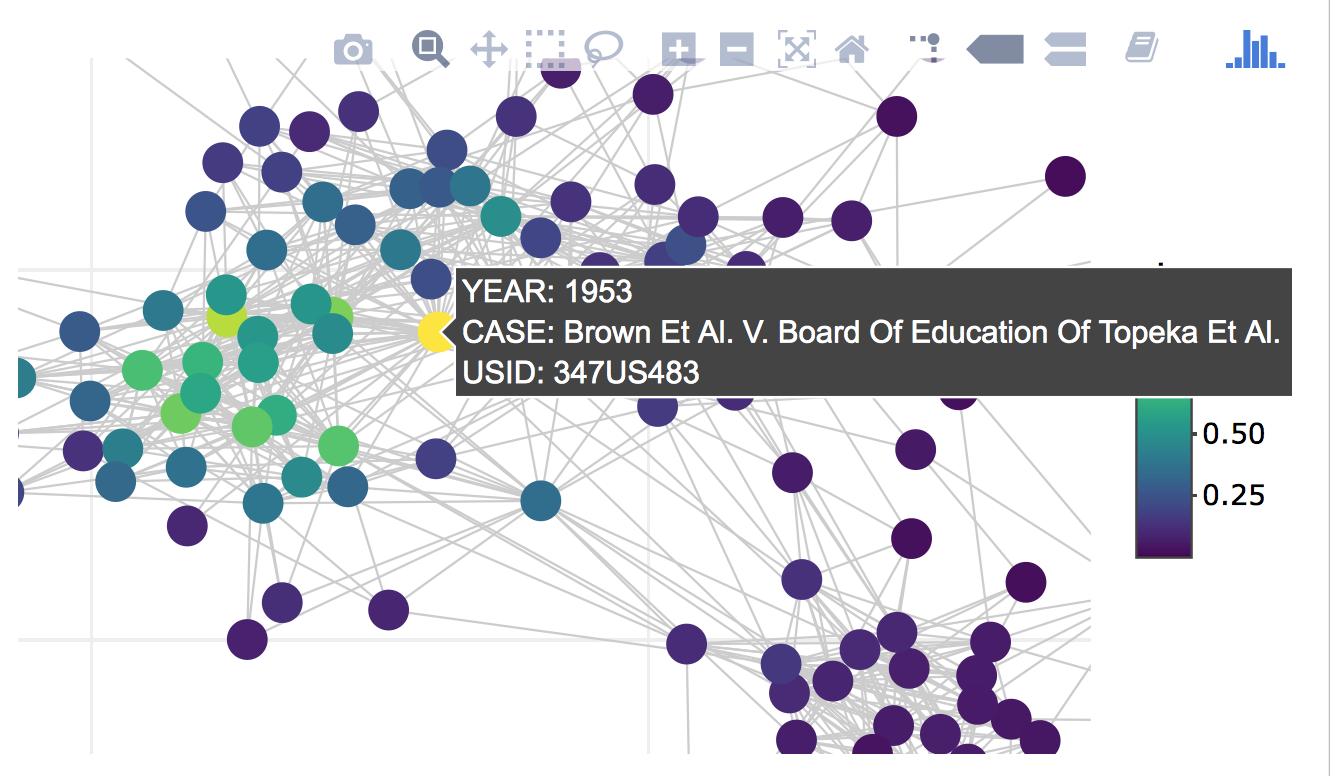 YEAR: 1953
CASE: Brown Et Al. V. Board Of Education Of Topeka Et Al.
USID: 347US483
0.50
0.25